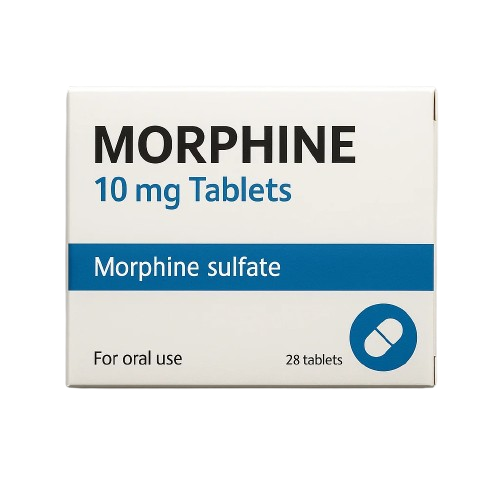 MORPHINE
10 mg Tablets
Morphine sulfate
For oral use
28 tablets